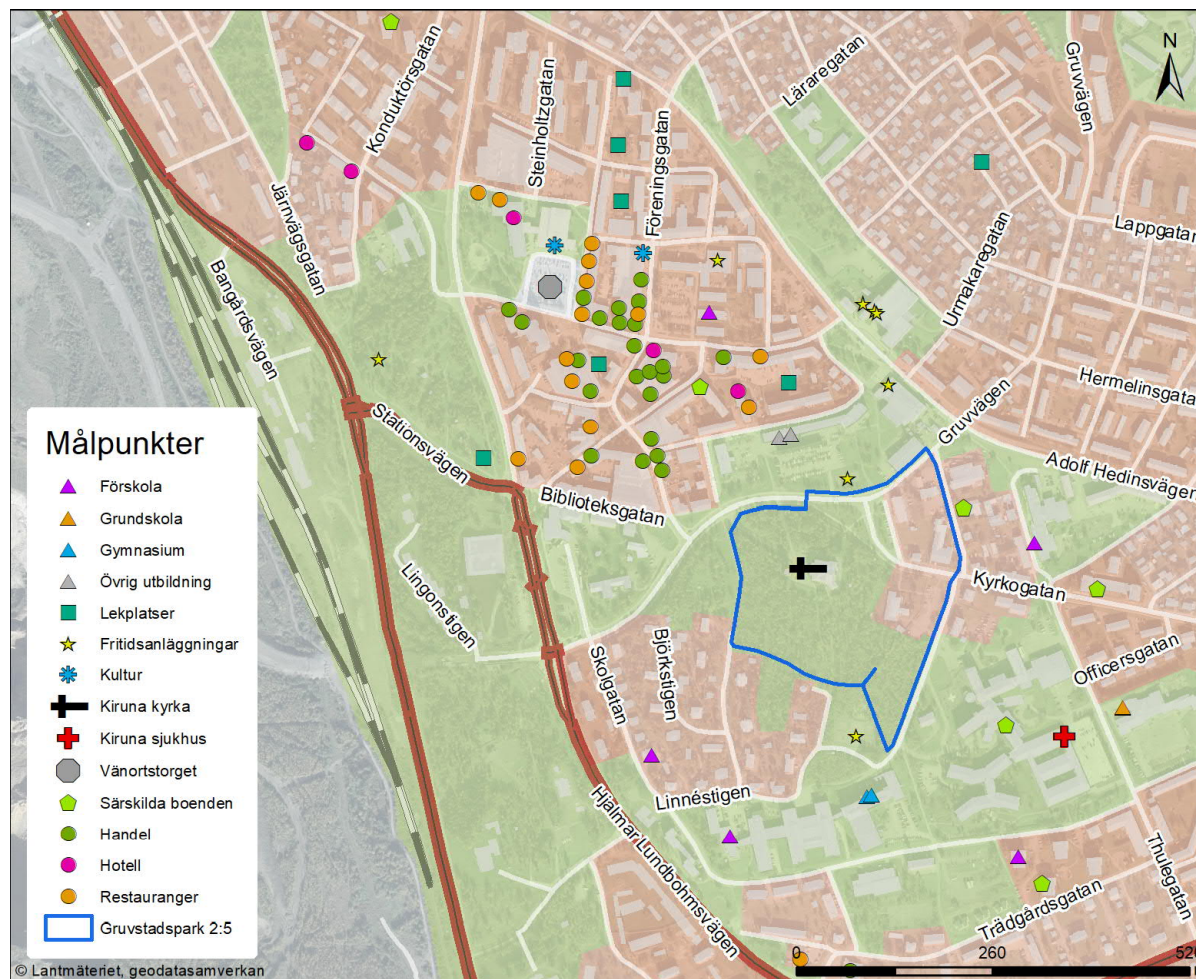 Gruvvägen
Läraregatan
N
Konduktörsgatan
Steinholtzgatan
Föreningsgatan
Järnvägsgatan
Lappgatan
Urmakaregatan
Bangårdsvägen
Hermelinsgatan
Gruvvägen
Stationsvägen
Adolf Hedinsvägen
Biblioteksgatan
Målpunkter
Förskola
Grundskola
Gymnasium
Övrig utbildning
Lekplatser
Fritidsanläggningar
Kultur
Kiruna kyrka
Kiruna sjukhus
Vänortstorget
Särskilda boenden
Handel
Hotell
Restauranger
Gruvstadspark 2:5
Lingonstigen
Kyrkogatan
Skolgatan
Björkstigen
Officersgatan
Linnéstigen
Hjalmar Lundbohmsvägen
Thulegatan
Trädgårdsgatan
0 260 520
© Lantmäteriet, geodatasamverkan